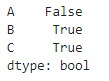 A    False
B     True
C     True
dtype: bool